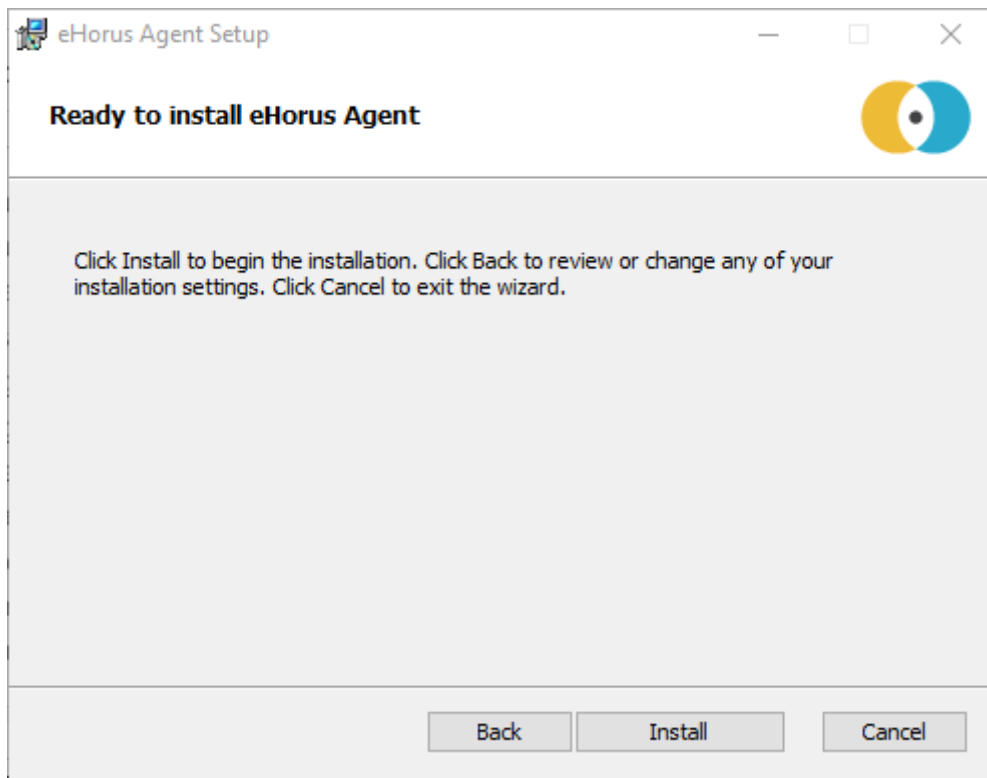 eHorus Agent Setup
Ready to install eHorus Agent
Click Install to begin the installation. Click Back to review or change any of your
installation settings. Click Cancel to exit the wizard.
Back Install Cancel